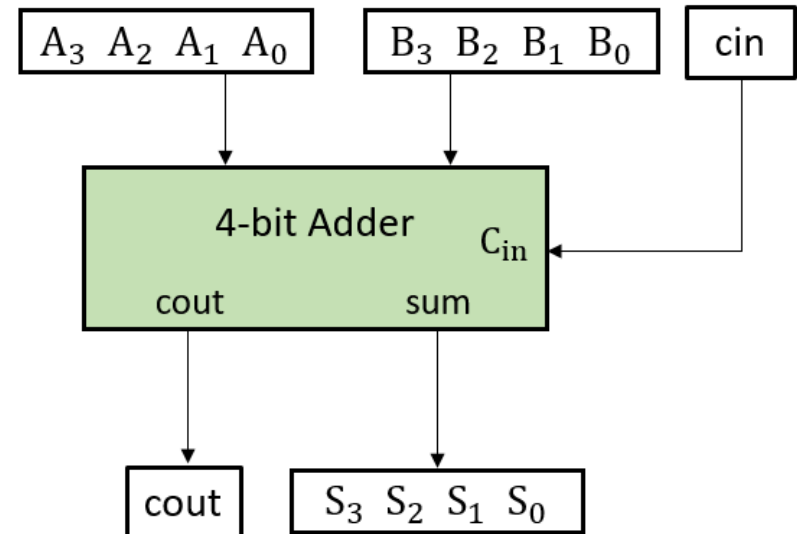 A₃ A₂ A₁ A₀
B₃ B₂ B₁ B₀
cin
4-bit Adder
Cᵢₙ
cout
sum
cout
S₃ S₂ S₁ S₀